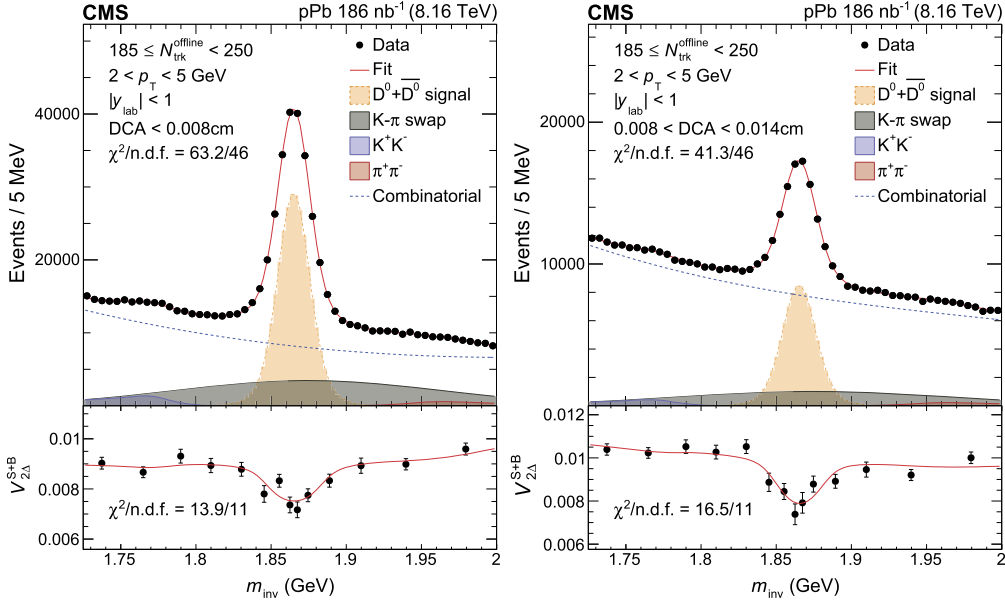 CMS pPb 186 nb⁻¹ (8.16 TeV)
185 ≤ N_trk^offline < 250
2 < p_T < 5 GeV
|y_lab| < 1
DCA < 0.008cm
χ²/n.d.f. = 63.2/46
Data
Fit
D⁰+D̅⁰ signal
K-π swap
K⁺K⁻
π⁺π⁻
Combinatorial
Events / 5 MeV
40000
20000
V_2Δ^S+B
0.01
0.008
0.006
χ²/n.d.f. = 13.9/11
1.75 1.8 1.85 1.9 1.95 2
m_inv (GeV)
CMS pPb 186 nb⁻¹ (8.16 TeV)
185 ≤ N_trk^offline < 250
2 < p_T < 5 GeV
|y_lab| < 1
0.008 < DCA < 0.014cm
χ²/n.d.f. = 41.3/46
Data
Fit
D⁰+D̅⁰ signal
K-π swap
K⁺K⁻
π⁺π⁻
Combinatorial
Events / 5 MeV
20000
10000
V_2Δ^S+B
0.012
0.01
0.008
0.006
χ²/n.d.f. = 16.5/11
1.75 1.8 1.85 1.9 1.95 2
m_inv (GeV)